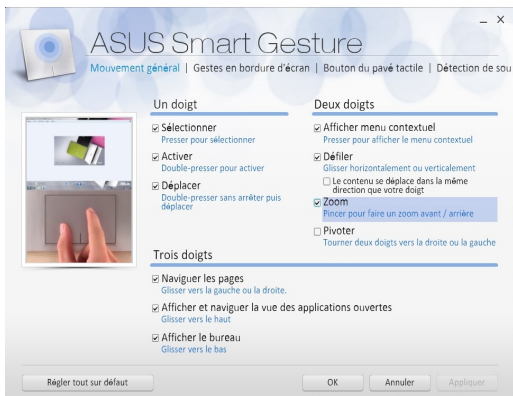 ASUS Smart Gesture
Mouvement général | Gestes en bordure d'écran | Bouton du pavé tactile | Détection de sou
Un doigt
Sélectionner
Presser pour sélectionner
Activer
Double-presser pour activer
Déplacer
Double-presser sans arrêter puis
déplacer
Deux doigts
Afficher menu contextuel
Presser pour afficher le menu contextuel
Défiler
Glisser horizontalement ou verticalement
Le contenu se déplace dans la même
direction que votre doigt
Zoom
Pincer pour faire un zoom avant / arrière
Pivoter
Tourner deux doigts vers la droite ou la gauche
Trois doigts
Naviguer les pages
Glisser vers la gauche ou la droite.
Afficher et naviguer la vue des applications ouvertes
Glisser vers le haut
Afficher le bureau
Glisser vers le bas
Régler tout sur défaut
OK
Annuler
Appliquer